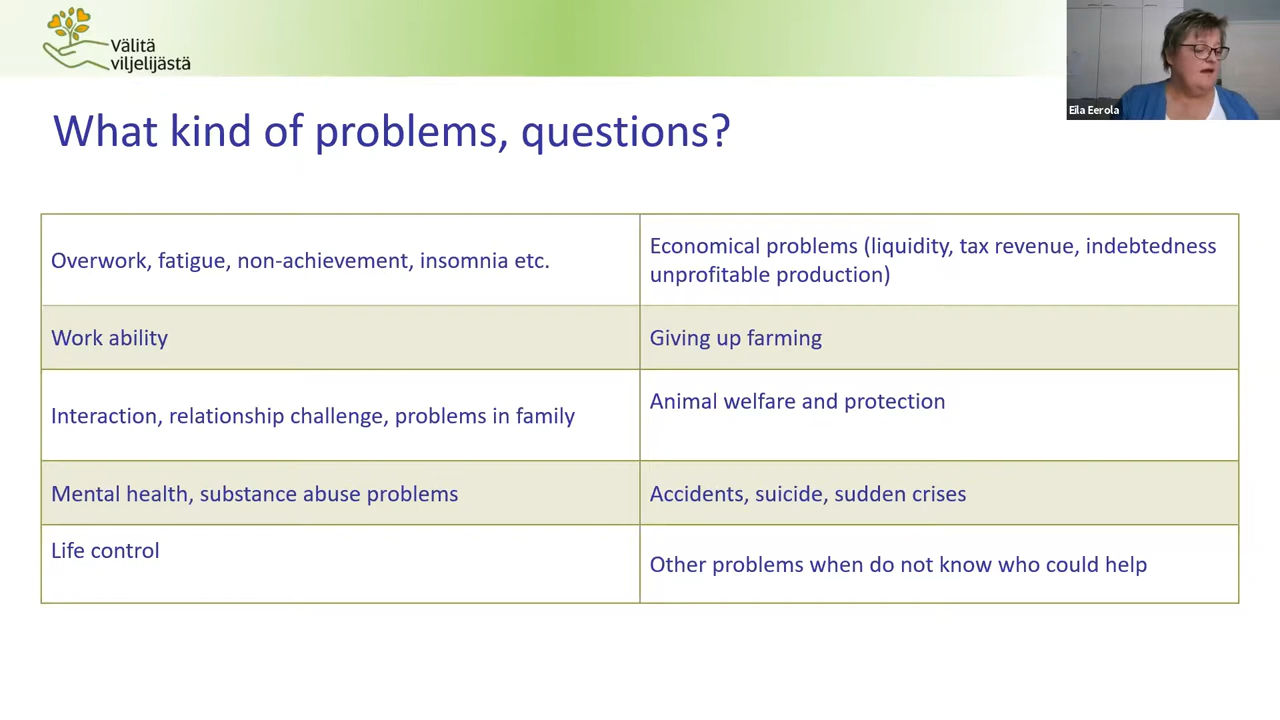 Välitä
viljelijästä
Eila Eerola
What kind of problems, questions?
Overwork, fatigue, non-achievement, insomnia etc.
Economical problems (liquidity, tax revenue, indebtedness
unprofitable production)
Work ability
Giving up farming
Interaction, relationship challenge, problems in family
Animal welfare and protection
Mental health, substance abuse problems
Accidents, suicide, sudden crises
Life control
Other problems when do not know who could help